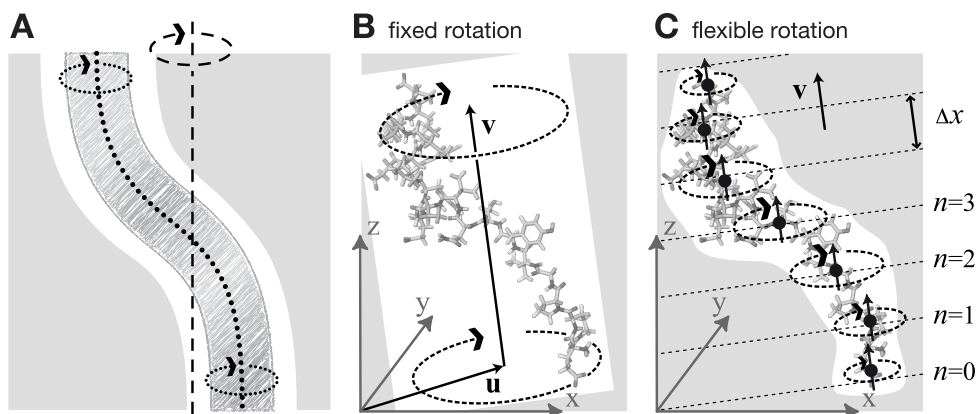 A
B fixed rotation
v
u
z
y
x
C flexible rotation
v
Δx
n=3
n=2
n=1
n=0
z
y
x